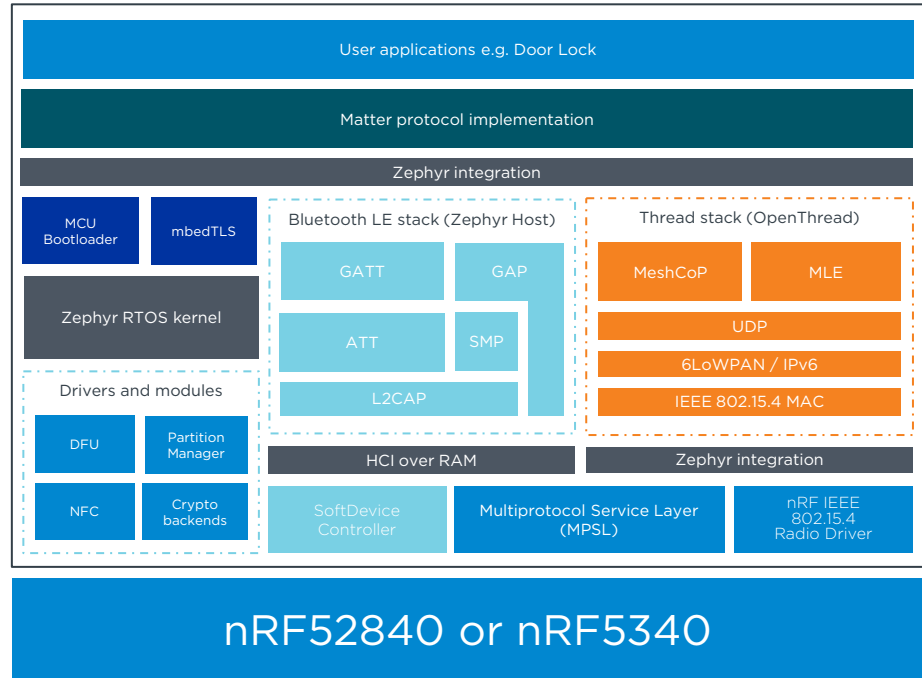 User applications e.g. Door Lock
Matter protocol implementation
Zephyr integration
MCU
Bootloader
mbedTLS
Zephyr RTOS kernel
Drivers and modules
DFU
Partition
Manager
NFC
Crypto
backends
Bluetooth LE stack (Zephyr Host)
GATT
GAP
ATT
SMP
L2CAP
Thread stack (OpenThread)
MeshCoP
MLE
UDP
6LoWPAN / IPv6
IEEE 802.15.4 MAC
HCI over RAM
Zephyr integration
SoftDevice
Controller
Multiprotocol Service Layer
(MPSL)
nRF IEEE
802.15.4
Radio Driver
nRF52840 or nRF5340